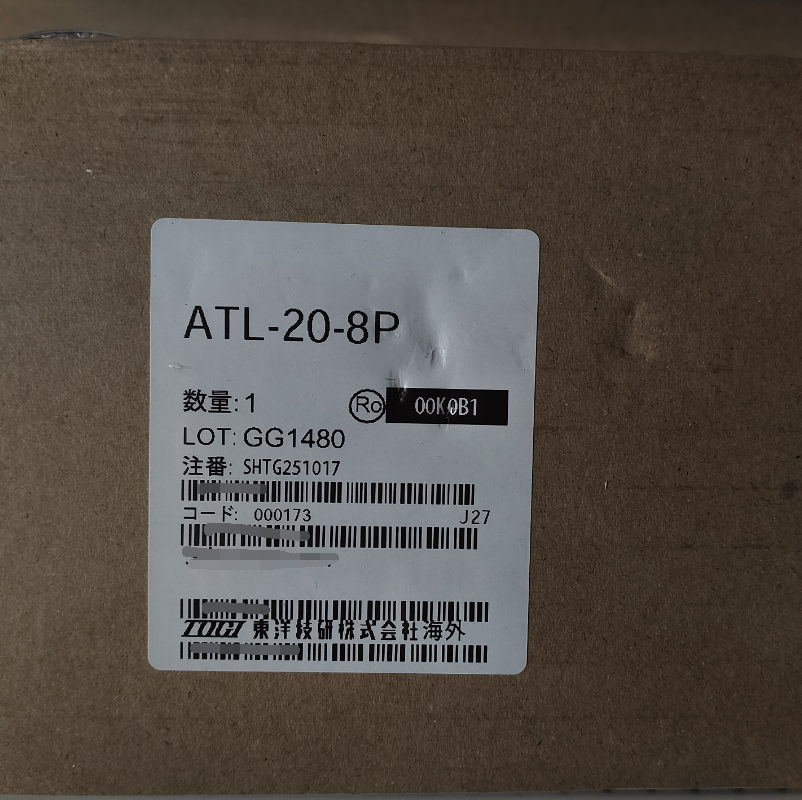 ATL-20-8P
数量: 1 Ro 00K0B1
LOT: GG1480
注番: SHTG251017
コード: 000173 J27
TOGI 東洋技研株式会社 海外